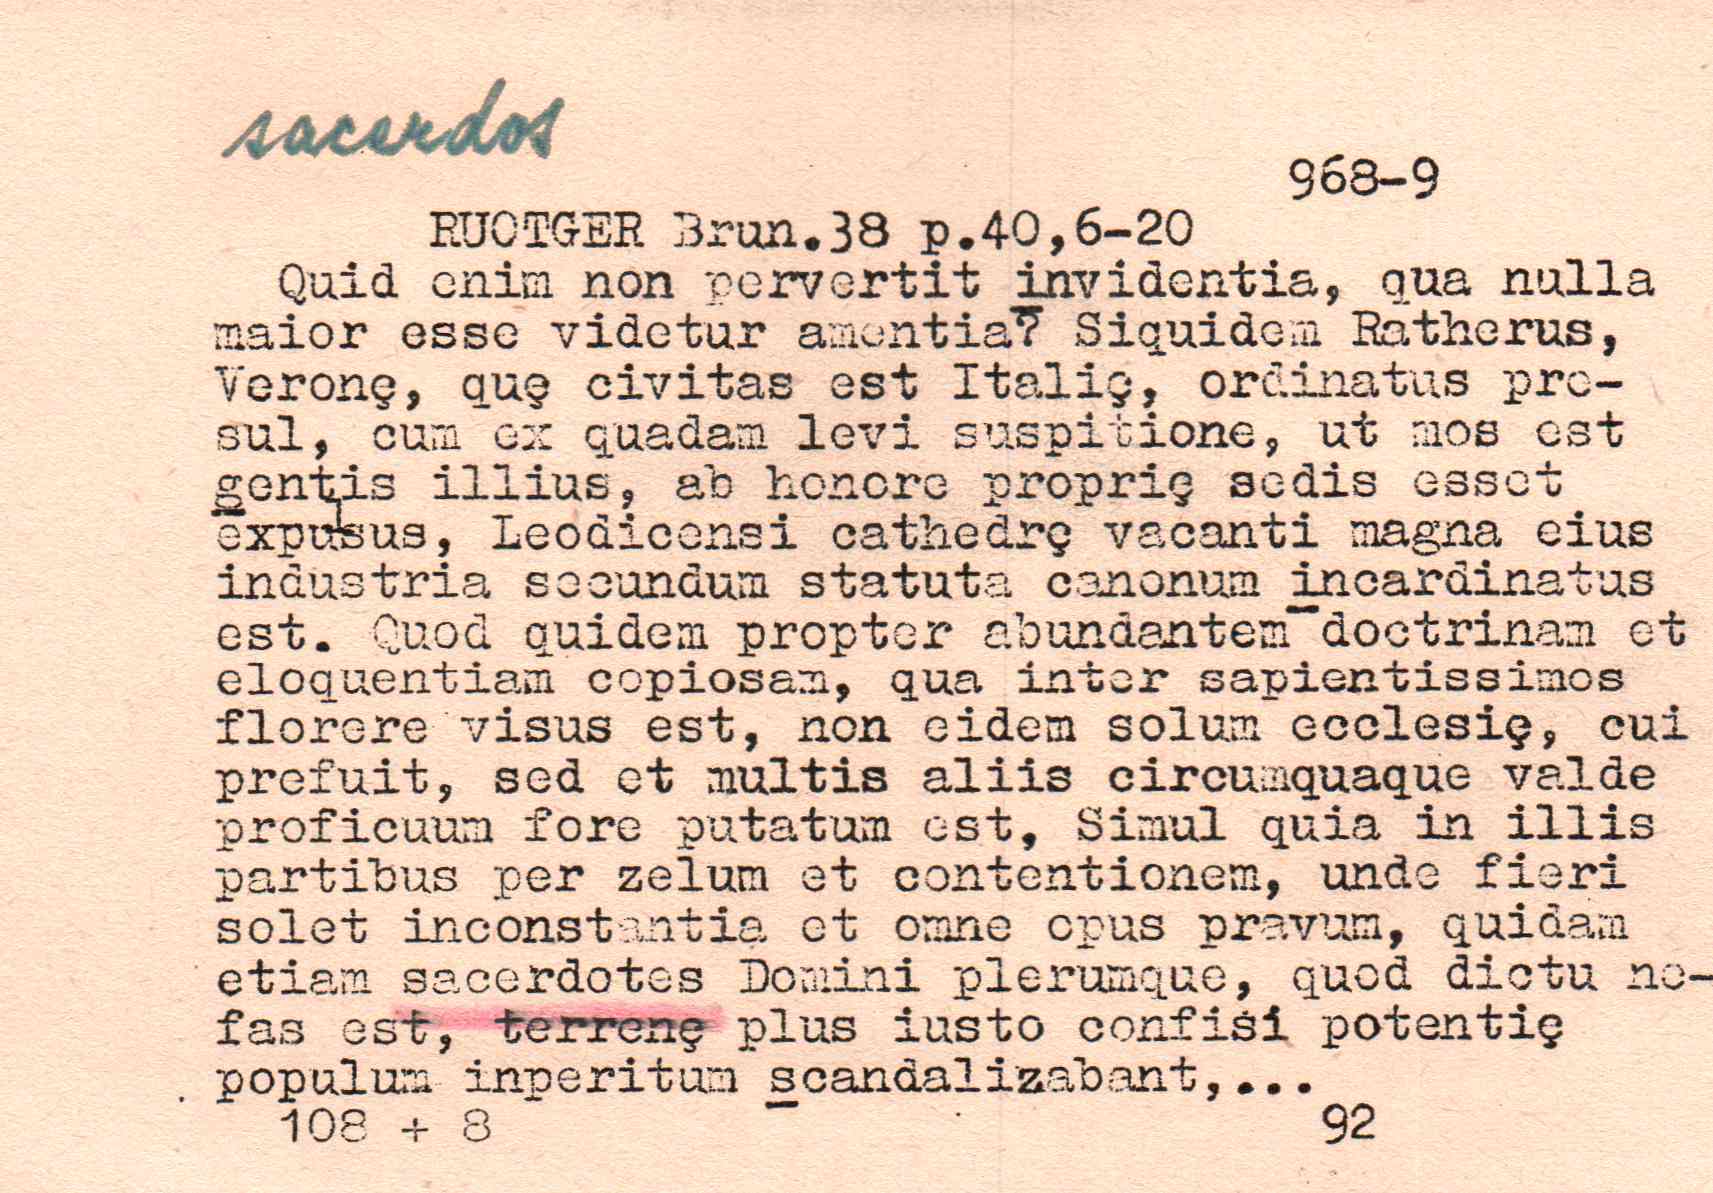 sacerdos
968-9
RUOTGER Brun.38 p.40,6-20
Quid enim non pervertit invidentia, qua nulla
maior esse videtur amentia? Siquidem Ratherus,
Veronę, quę civitas est Italię, ordinatus pre-
sul, cum ex quadam levi suspitione, ut mos est
gentis illius, ab honore proprię sedis esset
expulsus, Leodicensi cathedrę vacanti magna eius
industria secundum statuta canonum incardinatus
est. Quod quidem propter abundantem doctrinam et
eloquentiam copiosam, qua inter sapientissimos
florere visus est, non eidem solum ecclesię, cui
prefuit, sed et multis aliis circumquaque valde
proficuum fore putatum est, Simul quia in illis
partibus per zelum et contentionem, unde fieri
solet inconstantia et omne opus pravum, quidam
etiam sacerdotes Domini plerumque, quod dictu ne-
fas est, terrenę plus iusto confisi potentię
populum inperitum scandalizabant,...
108 + 8 92